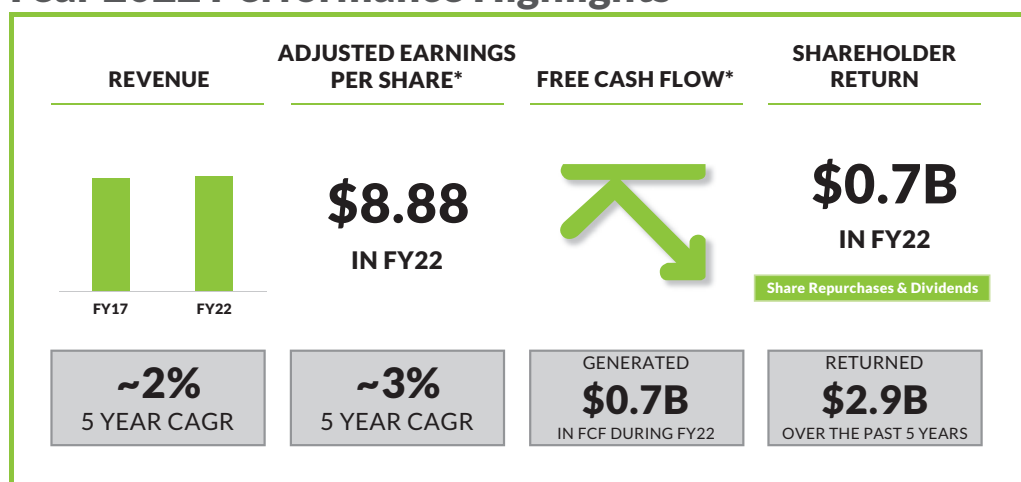 REVENUE
ADJUSTED EARNINGS
PER SHARE*
FREE CASH FLOW*
SHAREHOLDER
RETURN
FY17
FY22
$8.88
IN FY22
$0.7B
IN FY22
Share Repurchases & Dividends
~2%
5 YEAR CAGR
~3%
5 YEAR CAGR
GENERATED
$0.7B
IN FCF DURING FY22
RETURNED
$2.9B
OVER THE PAST 5 YEARS